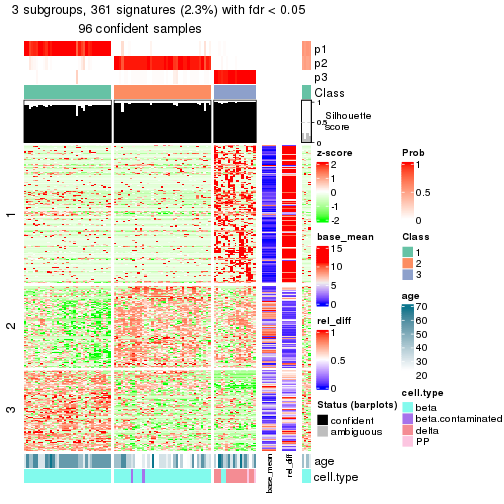 3 subgroups, 361 signatures (2.3%) with fdr < 0.05
96 confident samples
p1
p2
p3
Class
1
0.5
0
Silhouette
score
1
2
3
age
cell.type
base_mean
rel_diff
z-score
2
1
0
-1
-2
base_mean
15
10
5
0
rel_diff
1
0.5
0
Status (barplots)
confident
ambiguous
Prob
1
0.5
0
Class
1
2
3
age
70
60
50
40
30
20
cell.type
beta
beta.contaminated
delta
PP